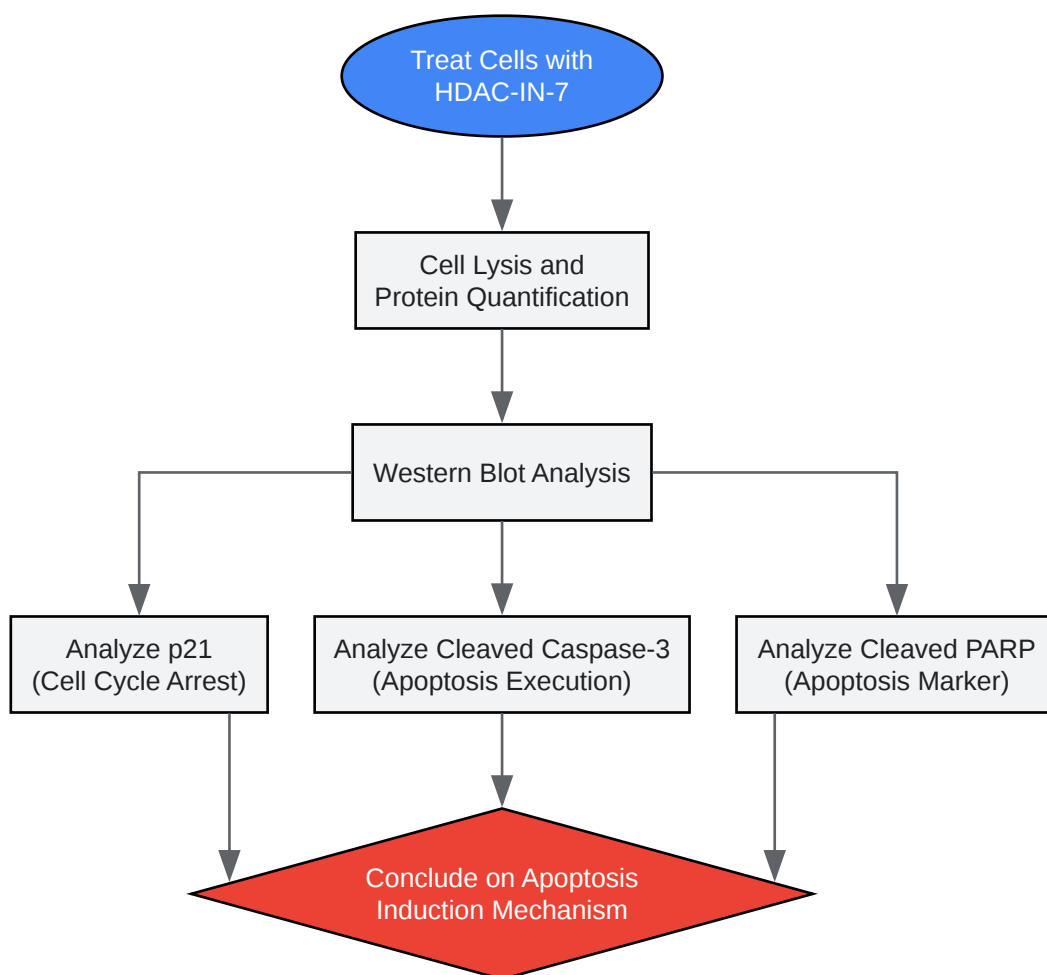 Treat Cells with
HDAC-IN-7
Cell Lysis and
Protein Quantification
Western Blot Analysis
Analyze p21
(Cell Cycle Arrest)
Analyze Cleaved Caspase-3
(Apoptosis Execution)
Analyze Cleaved PARP
(Apoptosis Marker)
Conclude on Apoptosis
Induction Mechanism